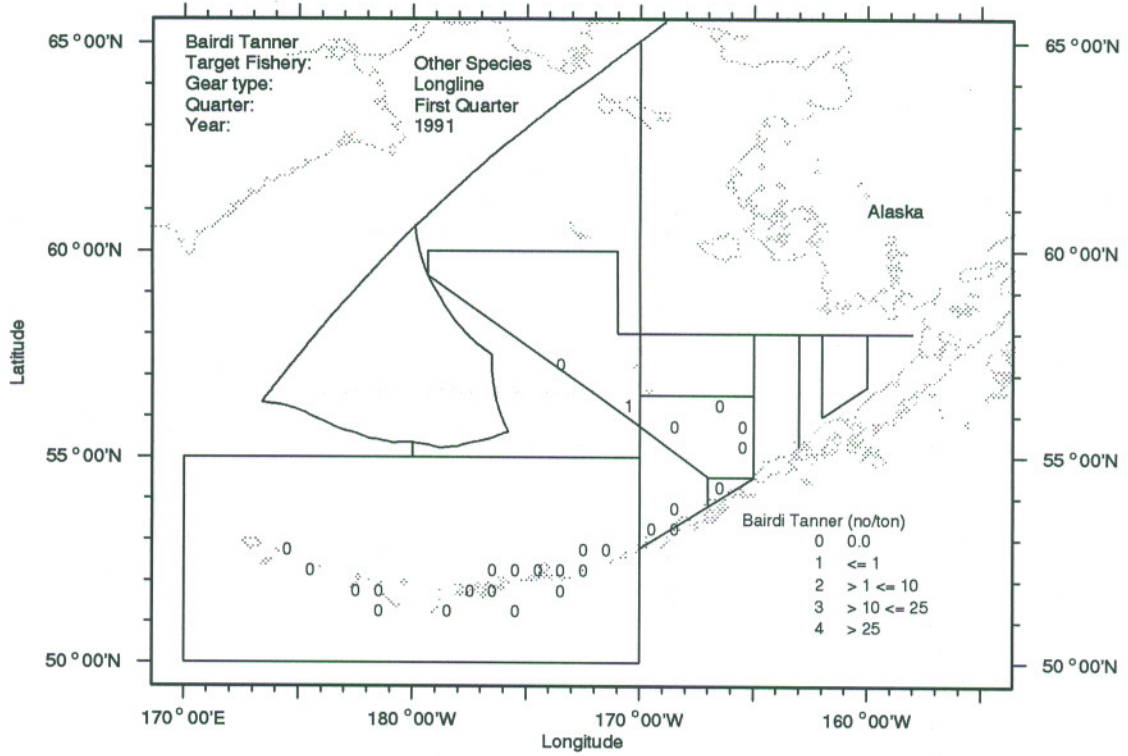 65 °00'N
65 °00'N
Bairdi Tanner
Target Fishery: Other Species
Gear type: Longline
Quarter: First Quarter
Year: 1991
Alaska
60 °00'N
60 °00'N
Latitude
0
1
0
0
0
0
55 °00'N
55 °00'N
0
0
0 0
0 0 0
0 0 0 0 0 0
0 0 0 0 0
0 0 0
Bairdi Tanner (no/ton)
0 0.0
1 <= 1
2 > 1 <= 10
3 > 10 <= 25
4 > 25
50 °00'N
50 °00'N
170 °00'E
180 °00'W
170 °00'W
160 °00'W
Longitude